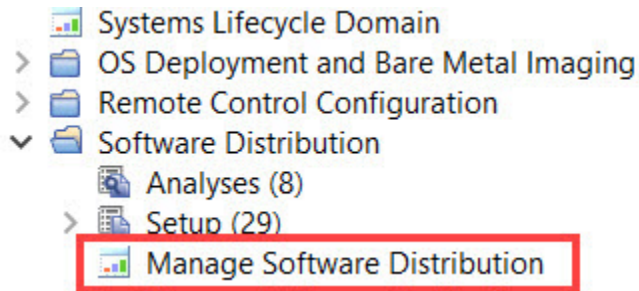 Systems Lifecycle Domain
OS Deployment and Bare Metal Imaging
Remote Control Configuration
Software Distribution
Analyses (8)
Setup (29)
Manage Software Distribution